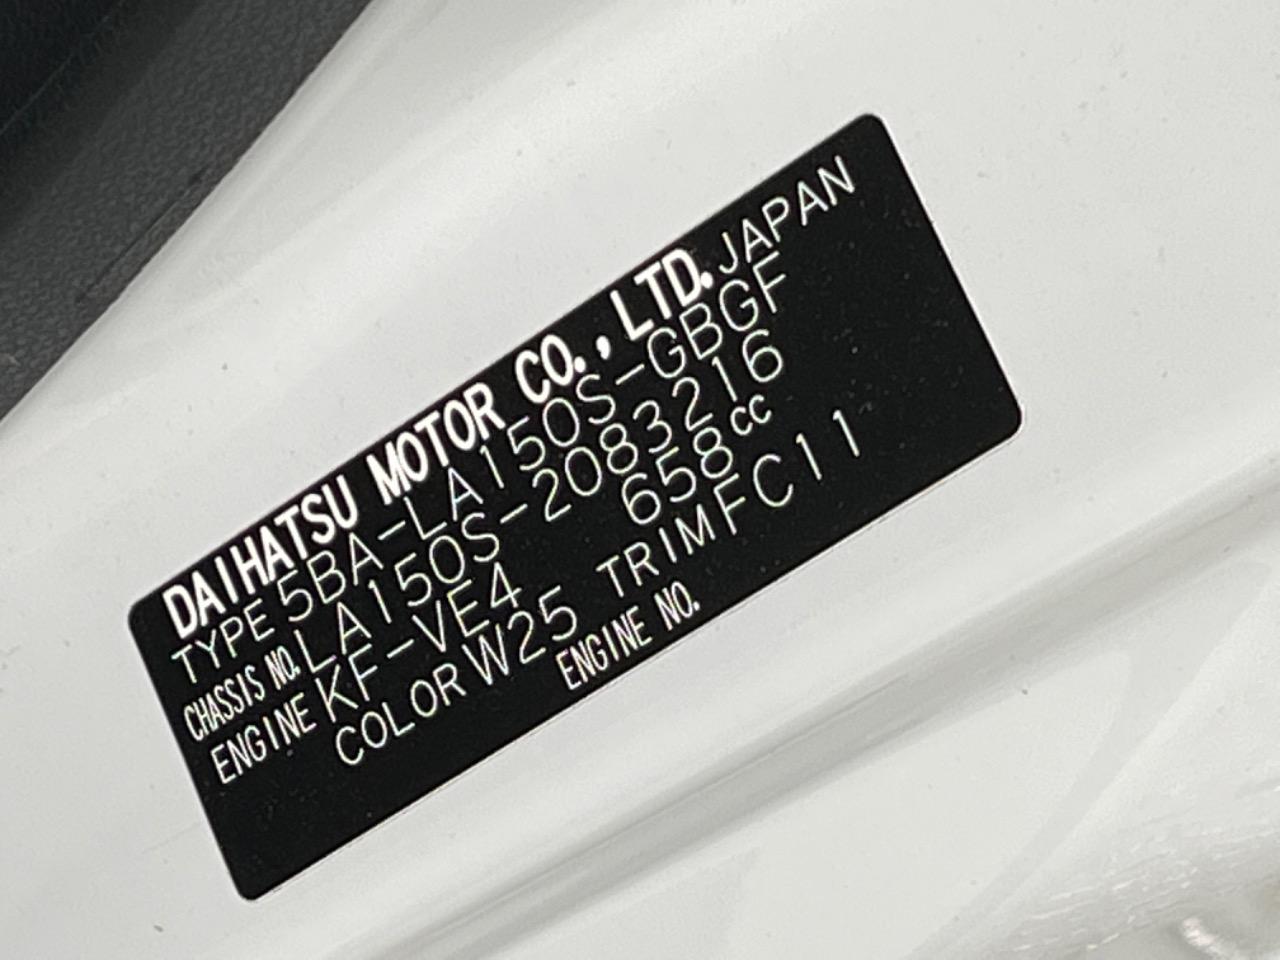 DAIHATSU MOTOR CO., LTD. JAPAN
TYPE 5BA-LA150S-GBGF
CHASSIS NO. LA150S-2083216
ENGINE KF-VE4 658cc
COLOR W25 TRIM FC11
ENGINE NO.